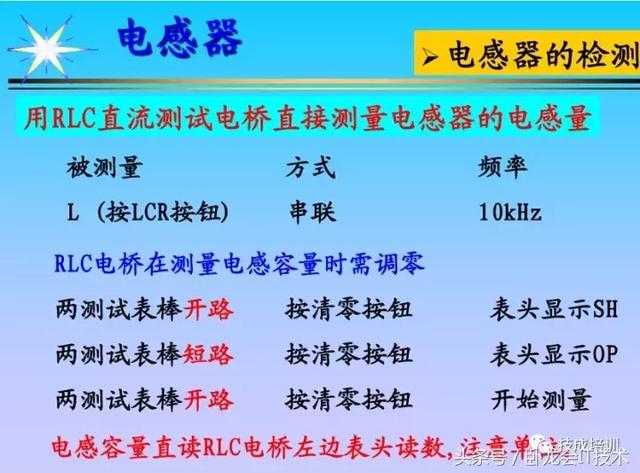 电感器
电感器的检测
用RLC直流测试电桥直接测量电感器的电感量
被测量 方式 频率
L (按LCR按钮) 串联 10kHz
RLC电桥在测量电感容量时需调零
两测试表棒开路 按清零按钮 表头显示SH
两测试表棒短路 按清零按钮 表头显示OP
两测试表棒开路 按清零按钮 开始测量
电感容量直读RLC电桥左边表头读数,注意单
技成培训
头条号 / 卧龙会IT技术